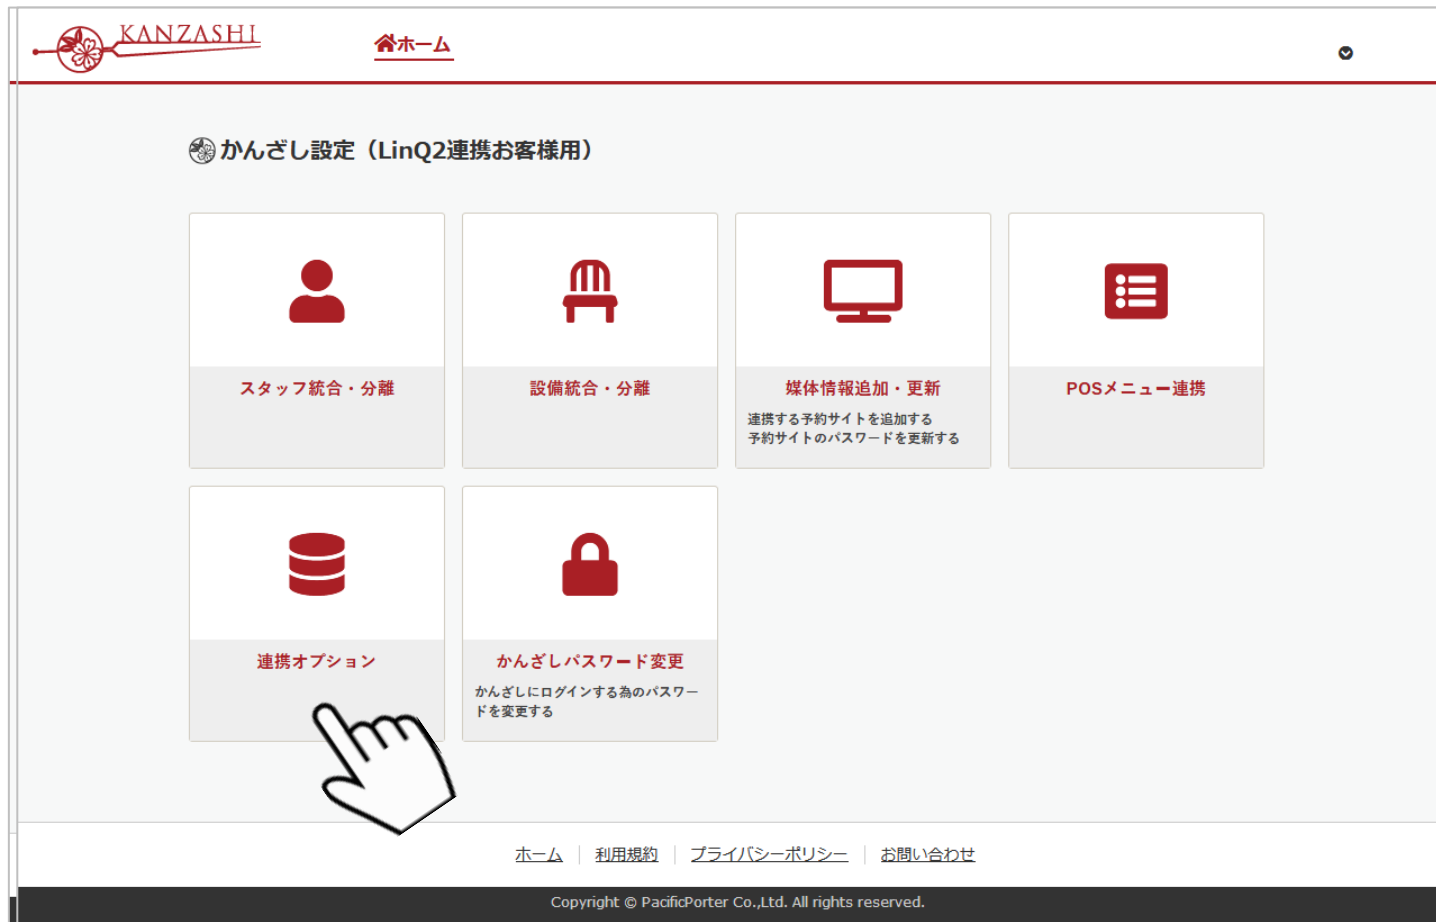 KANZASHI
ホーム
かんざし設定（LinQ2連携お客様用）
スタッフ統合・分離
設備統合・分離
媒体情報追加・更新
連携する予約サイトを追加する
予約サイトのパスワードを更新する
POSメニュー連携
連携オプション
かんざしパスワード変更
かんざしにログインする為のパスワー
ドを変更する
ホーム
利用規約
プライバシーポリシー
お問い合わせ
Copyright © PacificPorter Co.,Ltd. All rights reserved.